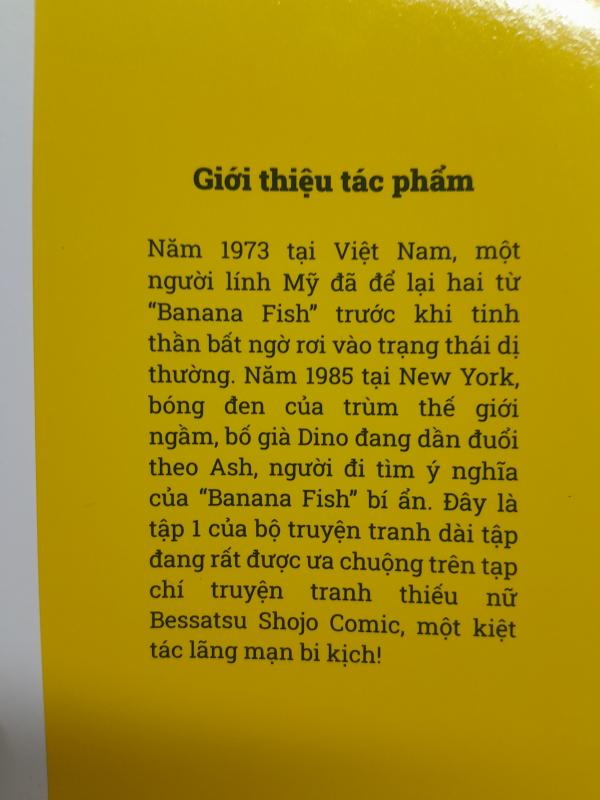 Giới thiệu tác phẩm
Năm 1973 tại Việt Nam, một
người lính Mỹ đã để lại hai từ
“Banana Fish” trước khi tinh
thần bất ngờ rơi vào trạng thái dị
thường. Năm 1985 tại New York,
bóng đen của trùm thế giới
ngầm, bố già Dino đang dần đuổi
theo Ash, người đi tìm ý nghĩa
của “Banana Fish” bí ẩn. Đây là
tập 1 của bộ truyện tranh dài tập
đang rất được ưa chuộng trên tạp
chí truyện tranh thiếu nữ
Bessatsu Shojo Comic, một kiệt
tác lãng mạn bi kịch!